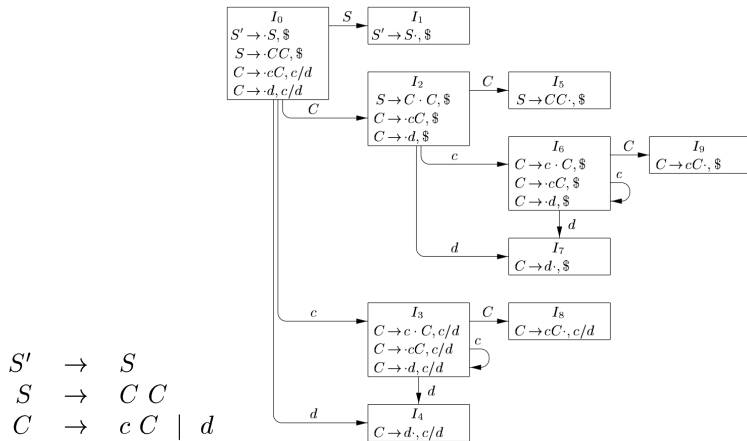 I₀
S′ → ·S, $
S → ·CC, $
C → ·cC, c/d
C → ·d, c/d
S
I₁
S′ → S·, $
C
I₂
S → C · C, $
C → ·cC, $
C → ·d, $
C
I₅
S → CC·, $
c
I₆
C → c · C, $
C → ·cC, $
C → ·d, $
C
I₉
C → cC·, $
c
d
d
I₇
C → d·, $
c
I₃
C → c · C, c/d
C → ·cC, c/d
C → ·d, c/d
C
I₈
C → cC·, c/d
c
d
d
I₄
C → d·, c/d
S′ → S
S → C C
C → c C | d